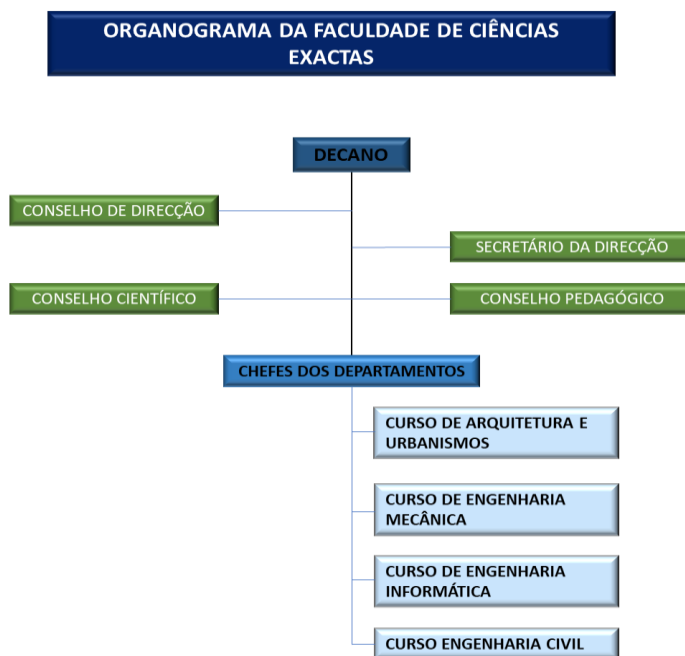 ORGANOGRAMA DA FACULDADE DE CIÊNCIAS
EXACTAS
DECANO
CONSELHO DE DIRECÇÃO
SECRETÁRIO DA DIRECÇÃO
CONSELHO CIENTÍFICO
CONSELHO PEDAGÓGICO
CHEFES DOS DEPARTAMENTOS
CURSO DE ARQUITETURA E
URBANISMOS
CURSO DE ENGENHARIA
MECÂNICA
CURSO DE ENGENHARIA
INFORMÁTICA
CURSO ENGENHARIA CIVIL